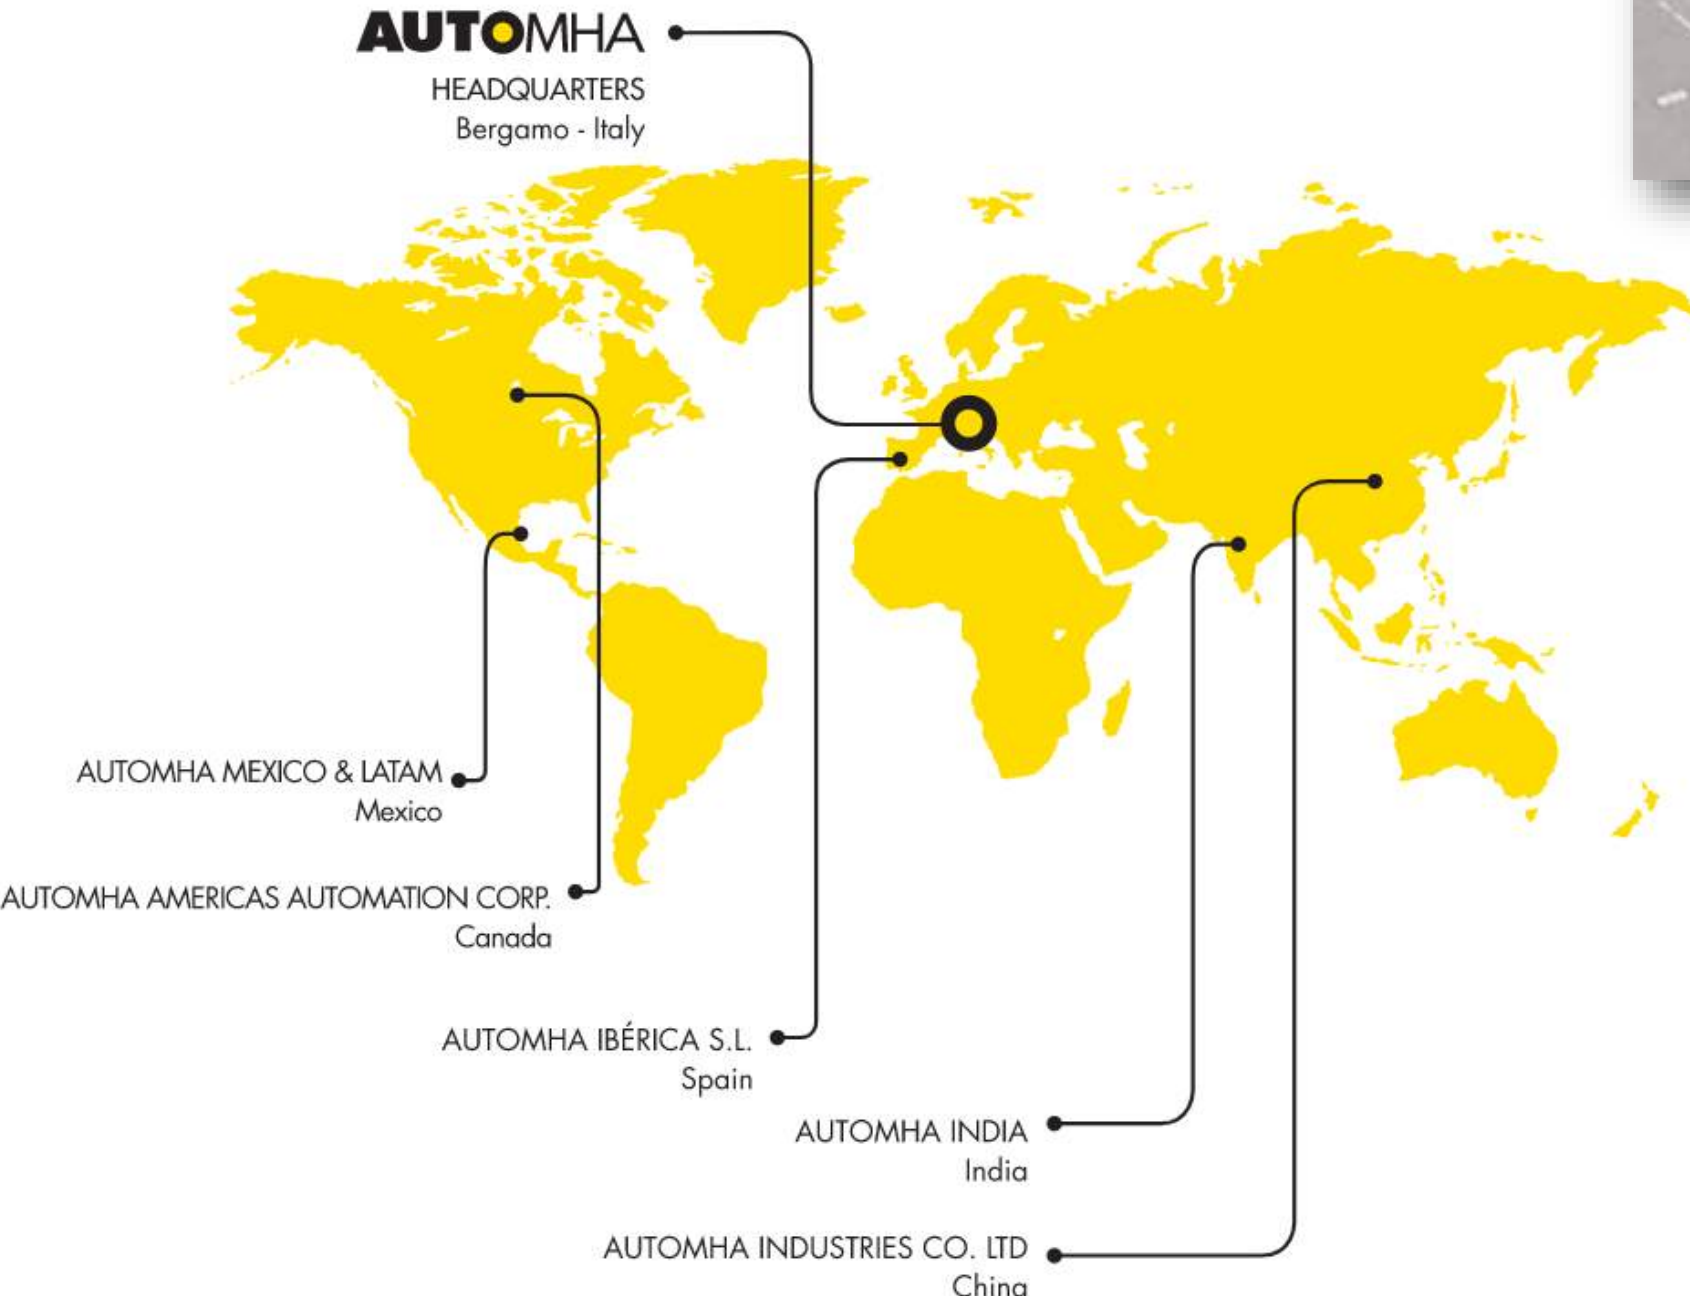 AUTOMHA
HEADQUARTERS
Bergamo - Italy
AUTOMHA MEXICO & LATAM
Mexico
AUTOMHA AMERICAS AUTOMATION CORP.
Canada
AUTOMHA IBÉRICA S.L.
Spain
AUTOMHA INDIA
India
AUTOMHA INDUSTRIES CO. LTD
China